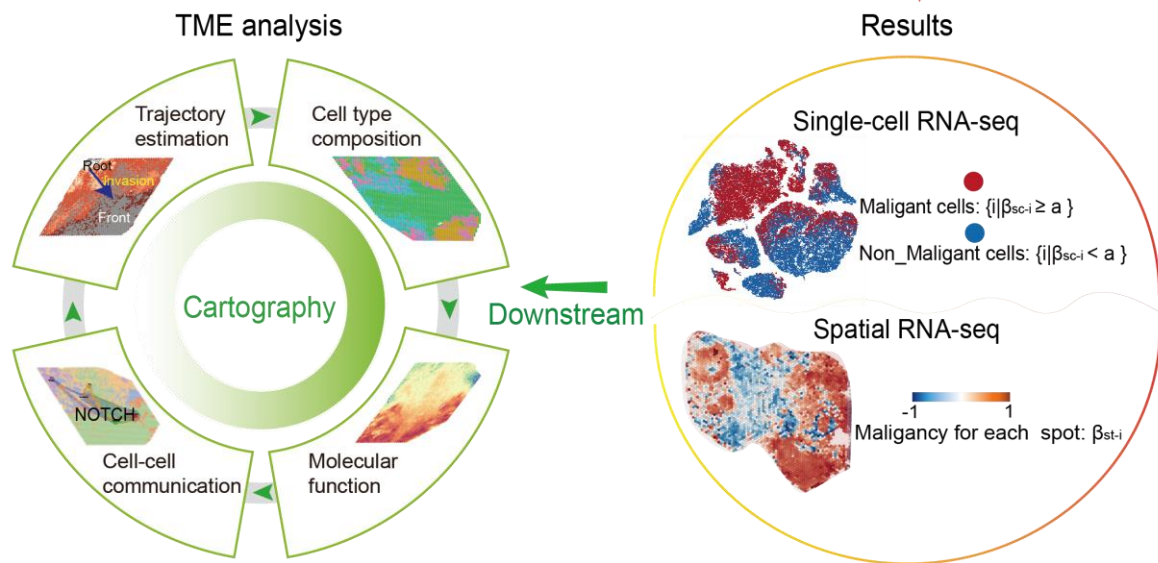 TME analysis
Trajectory
estimation
Root
Invasion
Front
Cell type
composition
Cartography
NOTCH
Cell-cell
communication
Molecular
function
Downstream
Results
Single-cell RNA-seq
Maligant cells: {i|βsc-i ≥ a }
Non_Maligant cells: {i|βsc-i < a }
Spatial RNA-seq
-1 1
Maligancy for each spot: βst-i